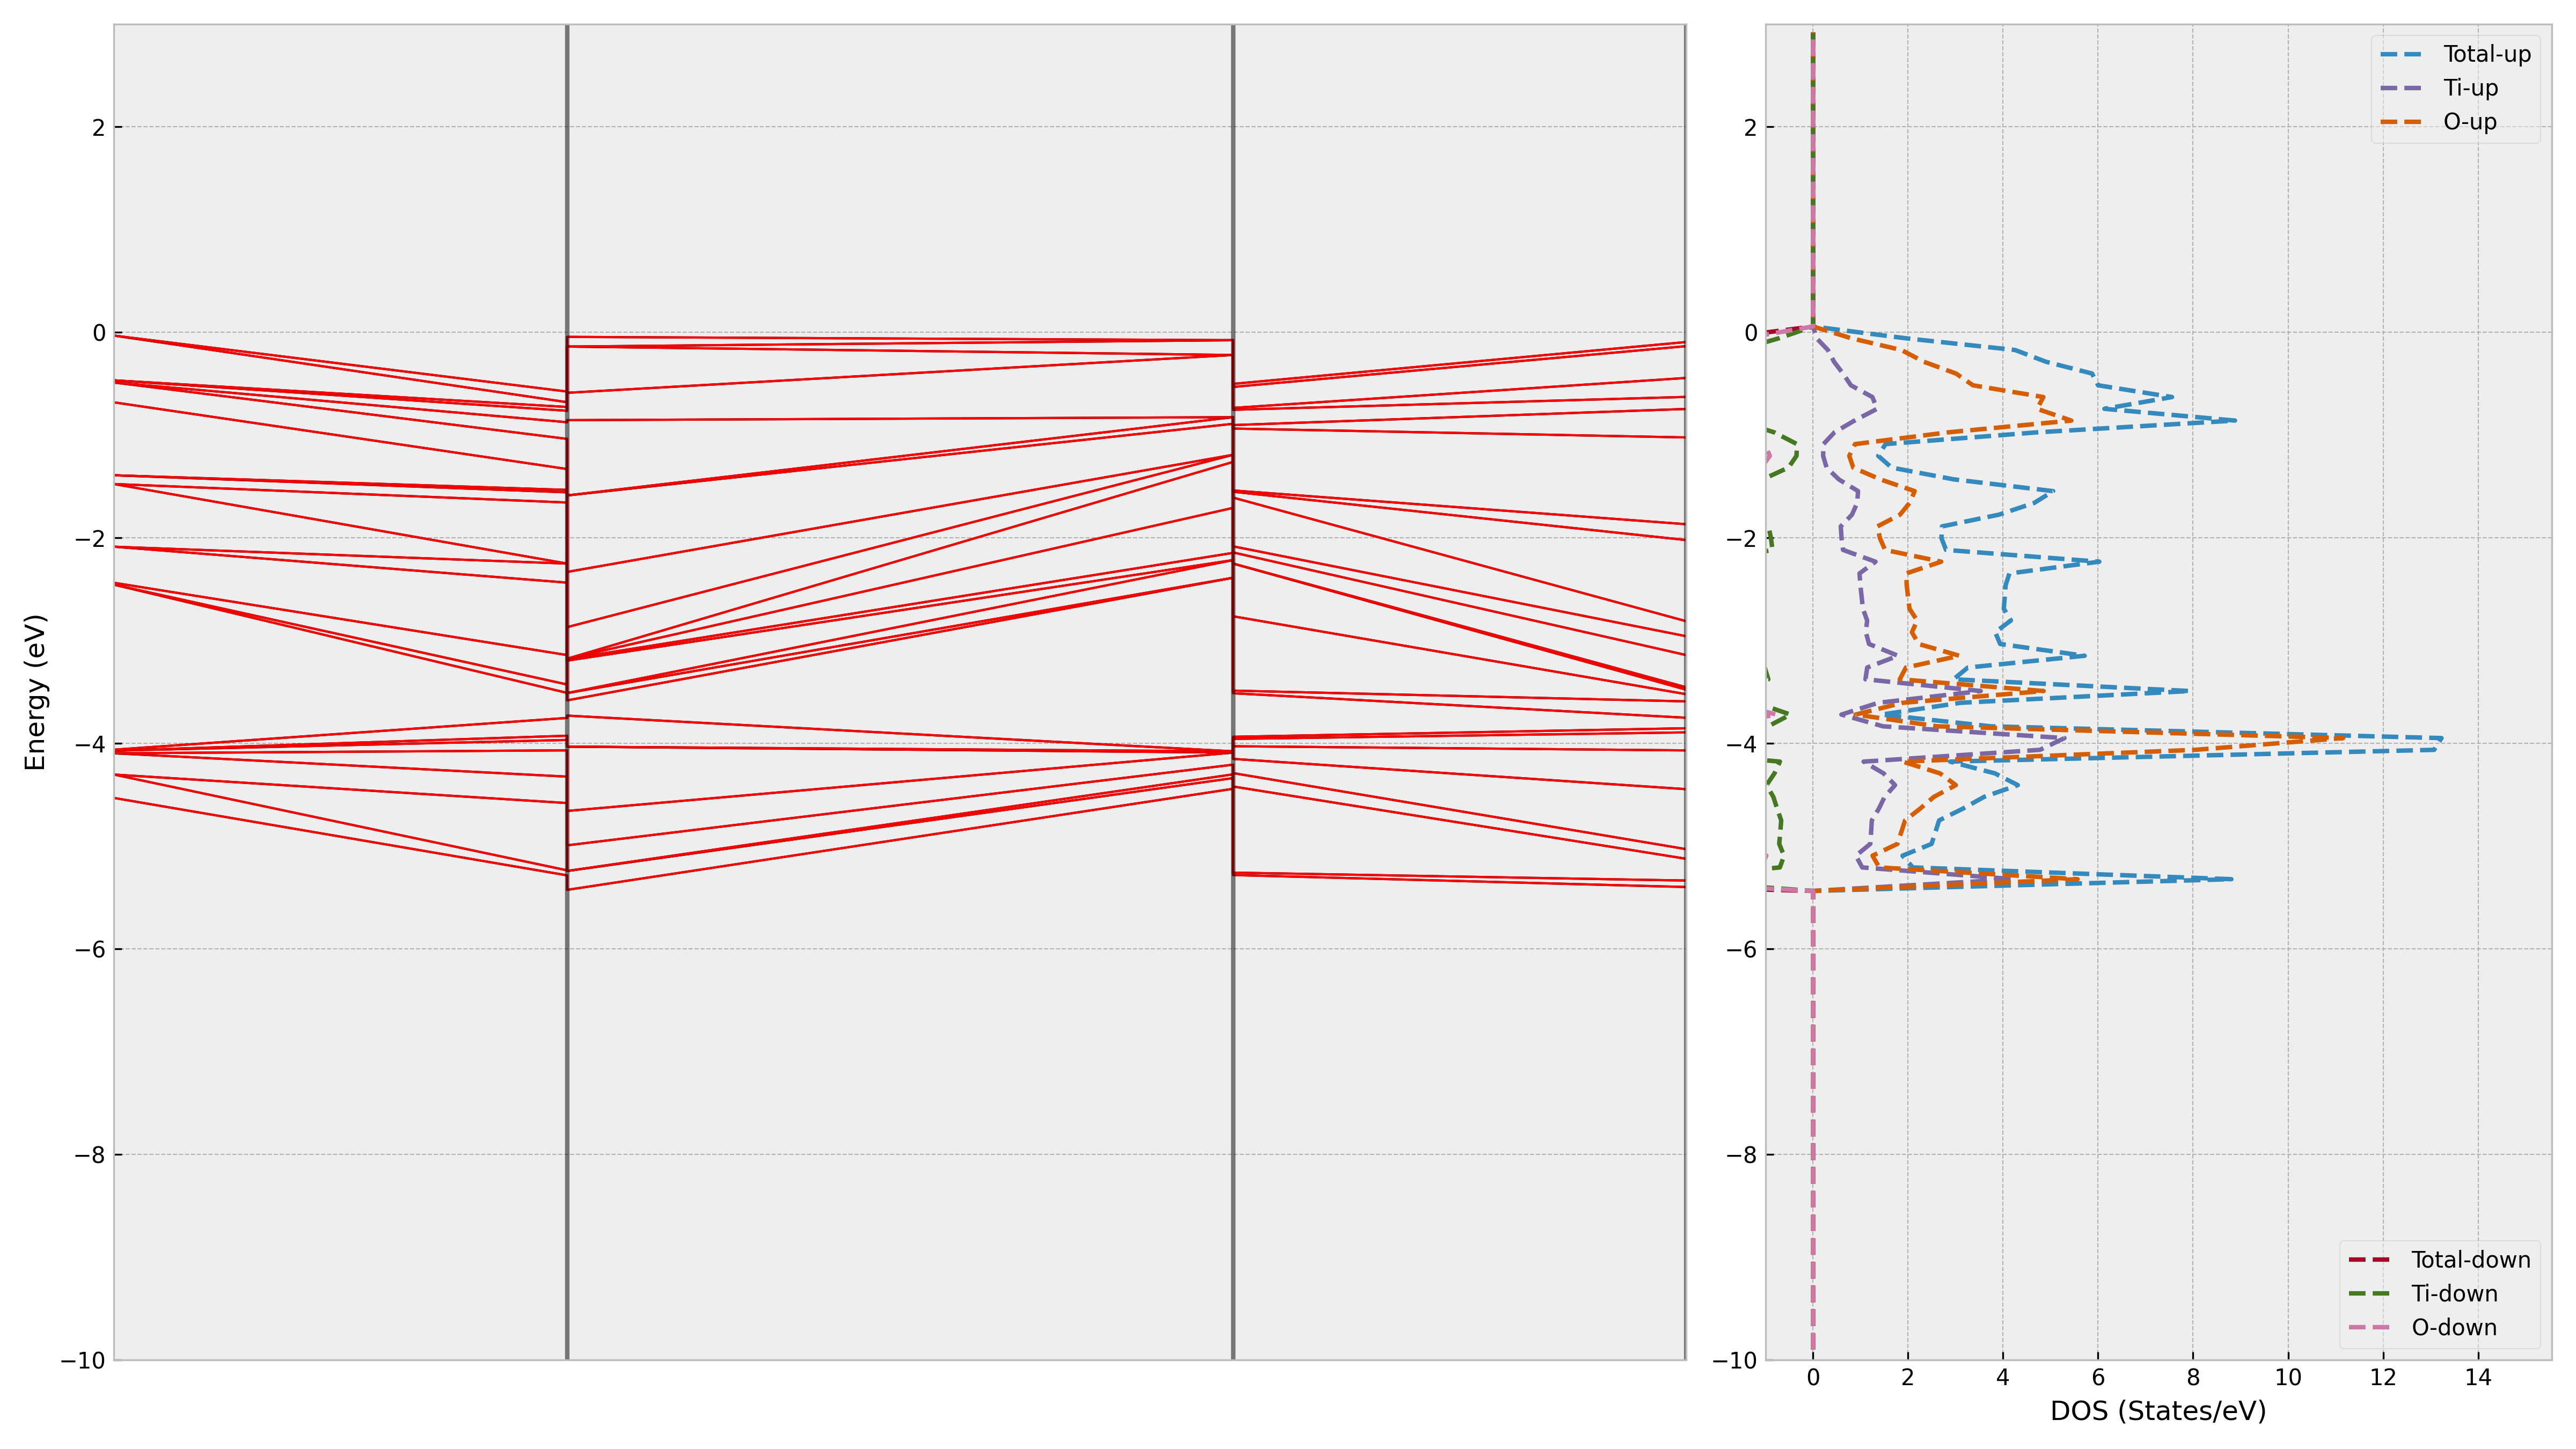 Energy (eV)
2
0
−2
−4
−6
−8
−10
2
0
−2
−4
−6
−8
−10
Total-up
Ti-up
O-up
Total-down
Ti-down
O-down
0 2 4 6 8 10 12 14
DOS (States/eV)